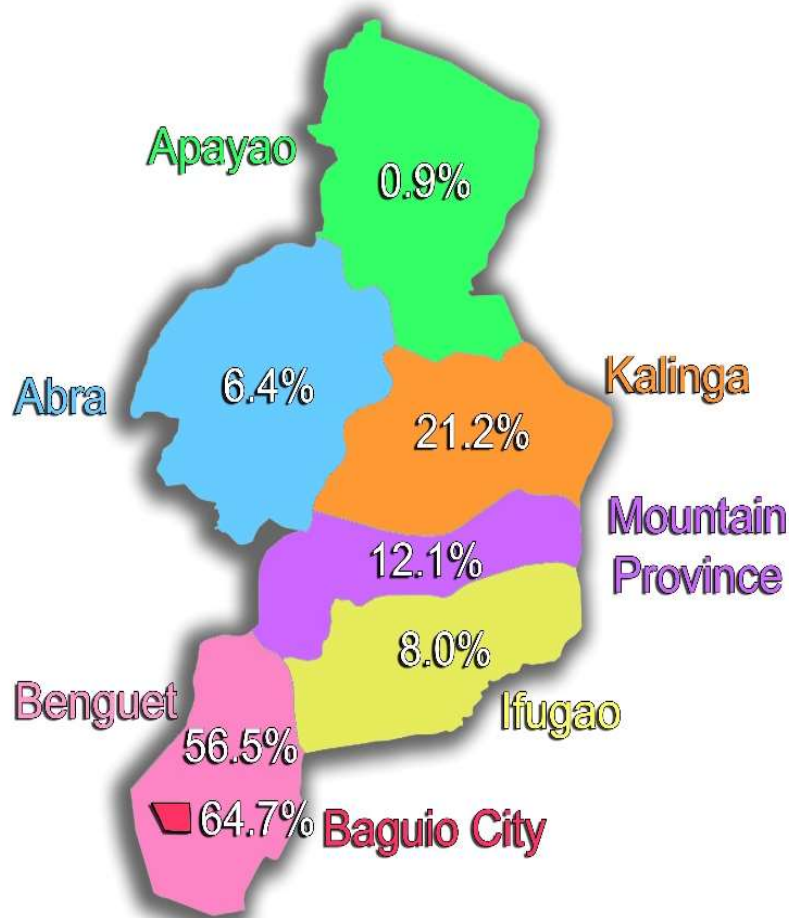 Apayao
0.9%
Abra
6.4%
Kalinga
21.2%
Mountain
Province
12.1%
8.0%
Ifugao
Benguet
56.5%
64.7% Baguio City